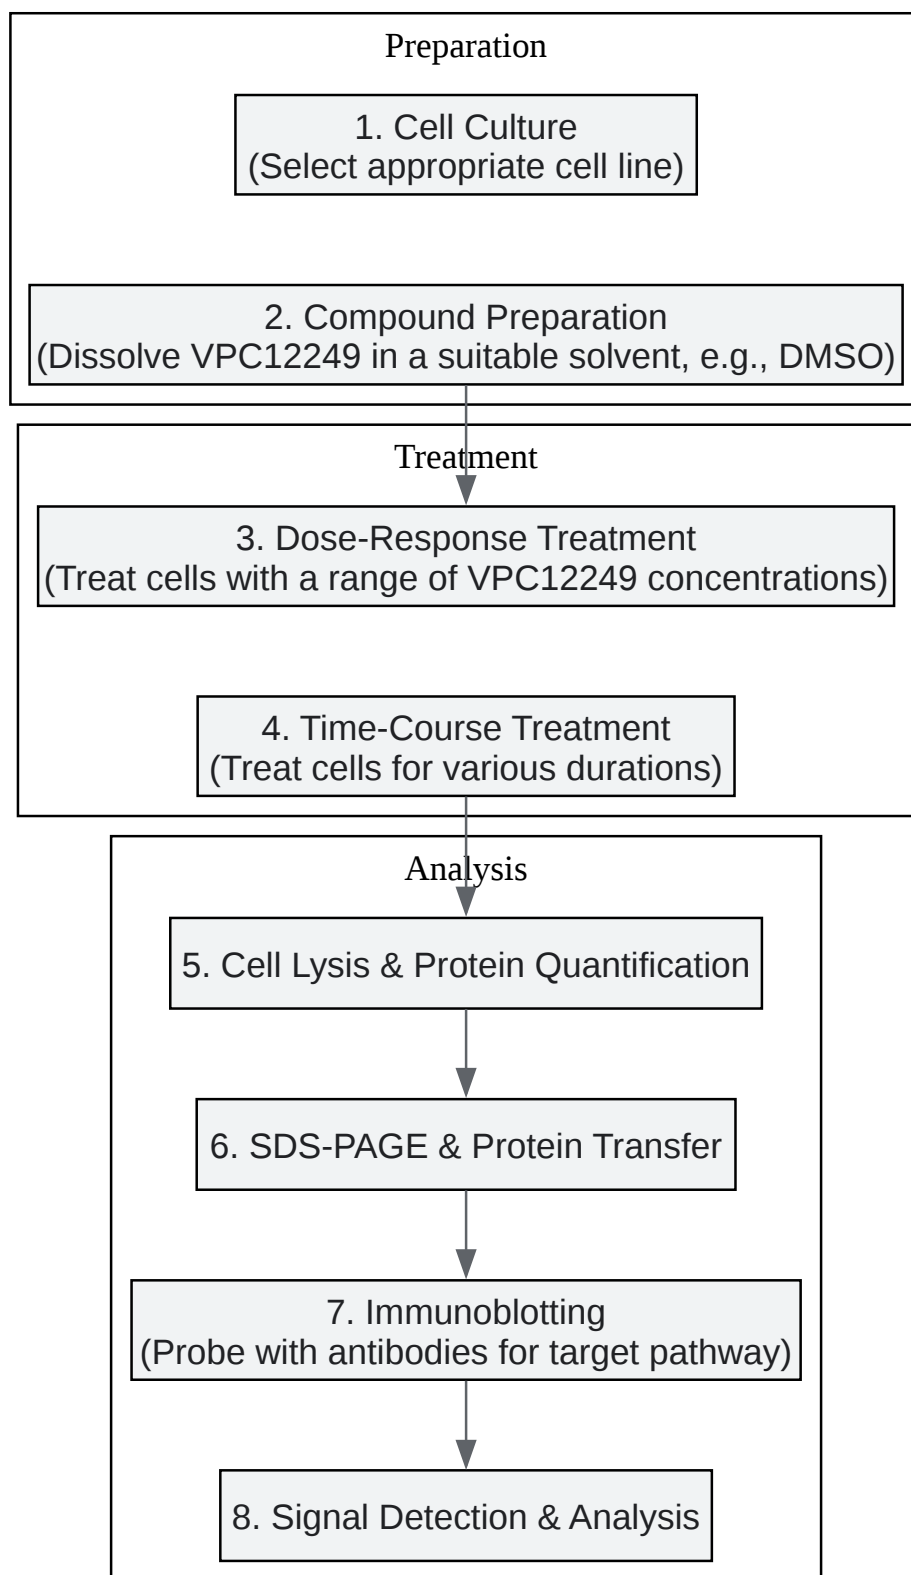 Preparation
1. Cell Culture
(Select appropriate cell line)
2. Compound Preparation
(Dissolve VPC12249 in a suitable solvent, e.g., DMSO)
Treatment
3. Dose-Response Treatment
(Treat cells with a range of VPC12249 concentrations)
4. Time-Course Treatment
(Treat cells for various durations)
Analysis
5. Cell Lysis & Protein Quantification
6. SDS-PAGE & Protein Transfer
7. Immunoblotting
(Probe with antibodies for target pathway)
8. Signal Detection & Analysis